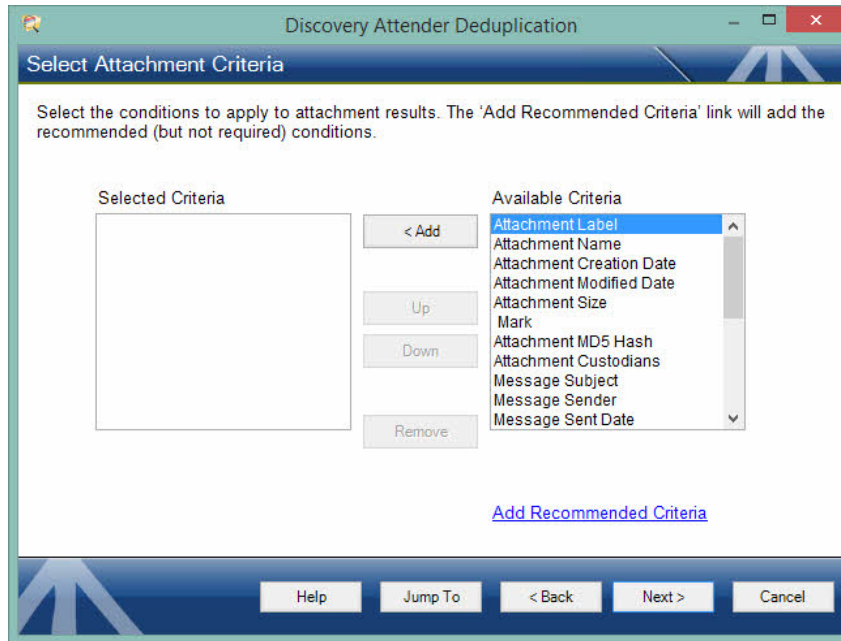 Discovery Attender Deduplication
Select Attachment Criteria
Select the conditions to apply to attachment results. The 'Add Recommended Criteria' link will add the
recommended (but not required) conditions.
Selected Criteria
Available Criteria
< Add
Up
Down
Remove
Attachment Label
Attachment Name
Attachment Creation Date
Attachment Modified Date
Attachment Size
Mark
Attachment MD5 Hash
Attachment Custodians
Message Subject
Message Sender
Message Sent Date
Add Recommended Criteria
Help
Jump To
< Back
Next >
Cancel